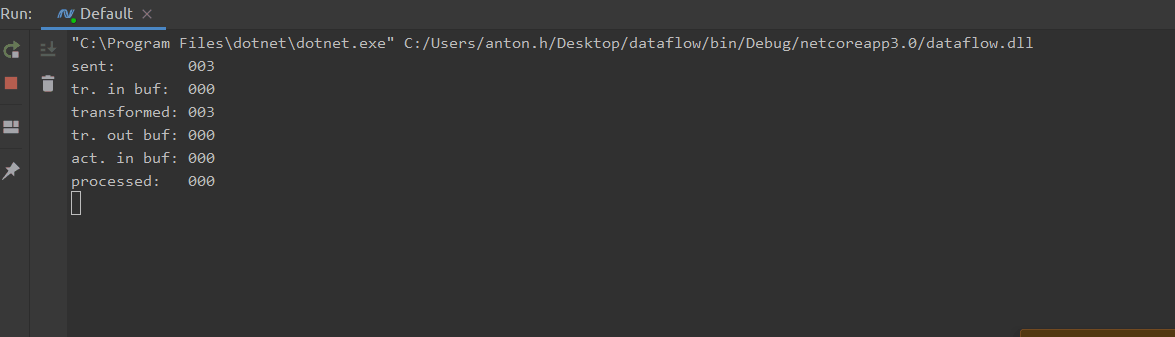 Run: Default
"C:\Program Files\dotnet\dotnet.exe" C:/Users/anton.h/Desktop/dataflow/bin/Debug/netcoreapp3.0/dataflow.dll
sent:        003
tr. in buf:  000
transformed: 003
tr. out buf: 000
act. in buf: 000
processed:   000